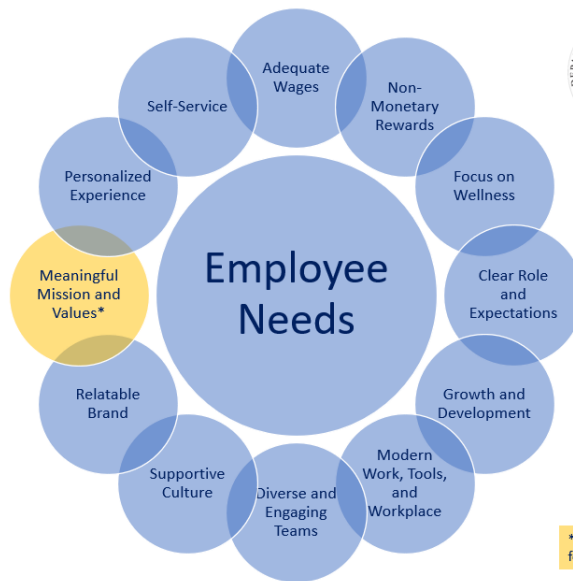 Adequate
Wages
Non-
Monetary
Rewards
Focus on
Wellness
Clear Role
and
Expectations
Growth and
Development
Modern
Work, Tools,
and
Workplace
Diverse and
Engaging
Teams
Supportive
Culture
Relatable
Brand
Meaningful
Mission and
Values*
Personalized
Experience
Self-Service
Employee
Needs
*